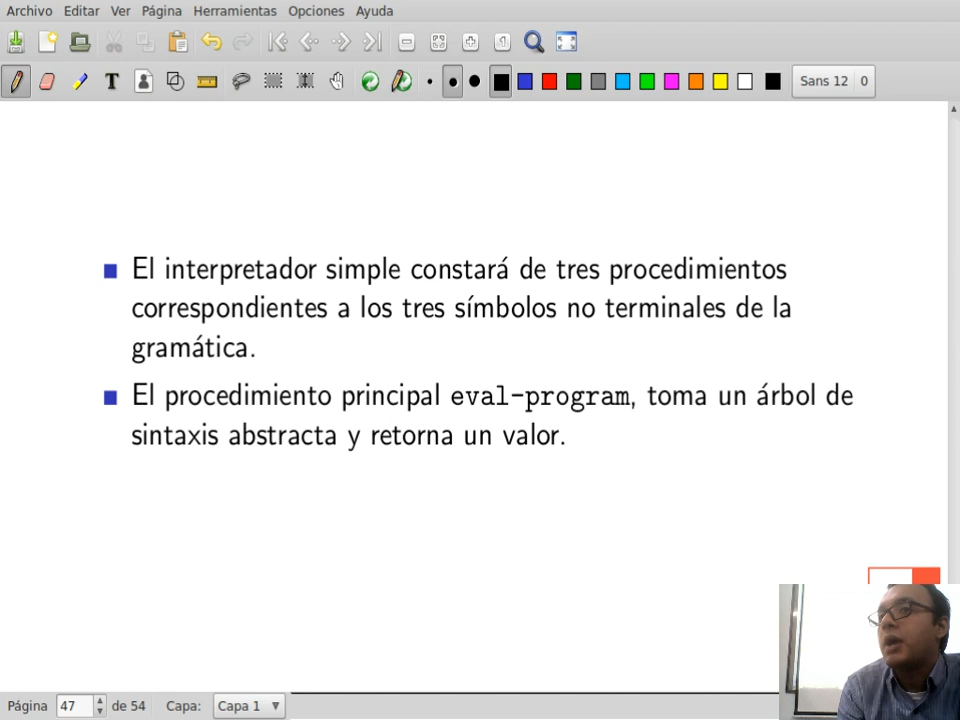 Archivo Editar Ver Página Herramientas Opciones Ayuda
T
Sans 12 0
El interpretador simple constará de tres procedimientos
correspondientes a los tres símbolos no terminales de la
gramática.
El procedimiento principal eval-program, toma un árbol de
sintaxis abstracta y retorna un valor.
Página 47 de 54 Capa: Capa 1